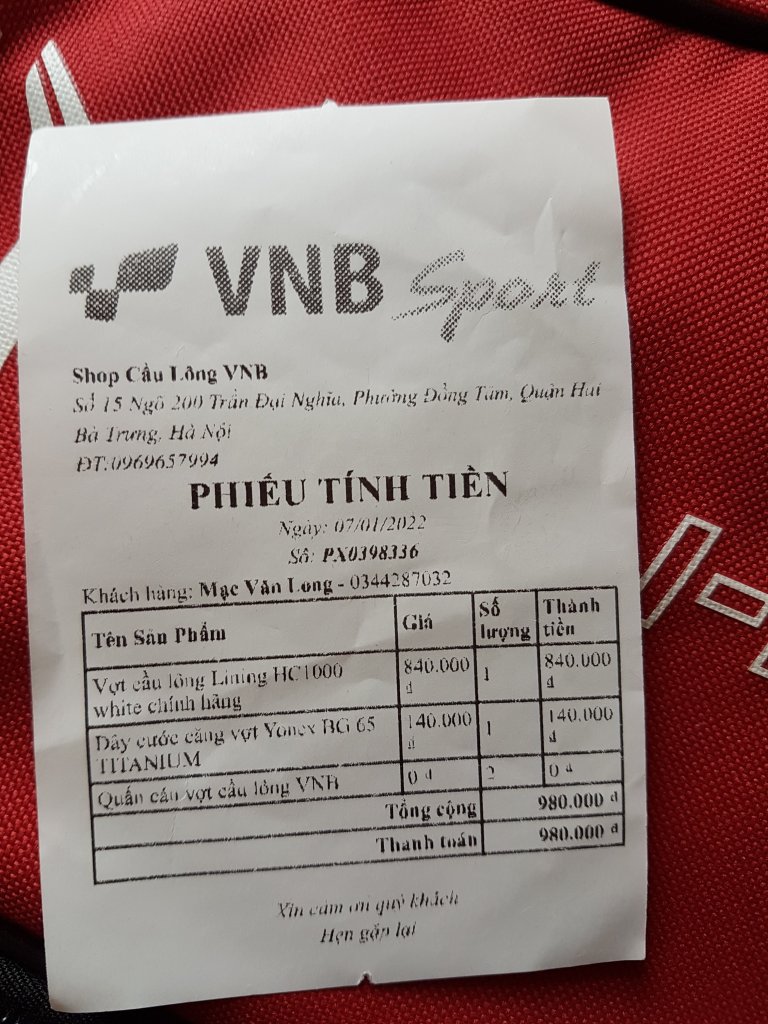 VNB Sport
Shop Cầu Lông VNB
Số 15 Ngõ 200 Trần Đại Nghĩa, Phường Đồng Tâm, Quận Hai
Bà Trưng, Hà Nội
ĐT:0969657994
PHIẾU TÍNH TIỀN
Ngày: 07/01/2022
Số: PX0398336
Khách hàng: Mạc Văn Long - 0344287032
Tên Sản Phẩm Giá Số lượng Thành tiền
Vợt cầu lông Lining HC1000 white chính hãng 840.000 đ 1 840.000 đ
Dây cước căng vợt Yonex BG 65 TITANIUM 140.000 đ 1 140.000 đ
Quấn cán vợt cầu lông VNB 0 đ 2 0 đ
Tổng cộng 980.000 đ
Thanh toán 980.000 đ
Xin cảm ơn quý khách
Hẹn gặp lại